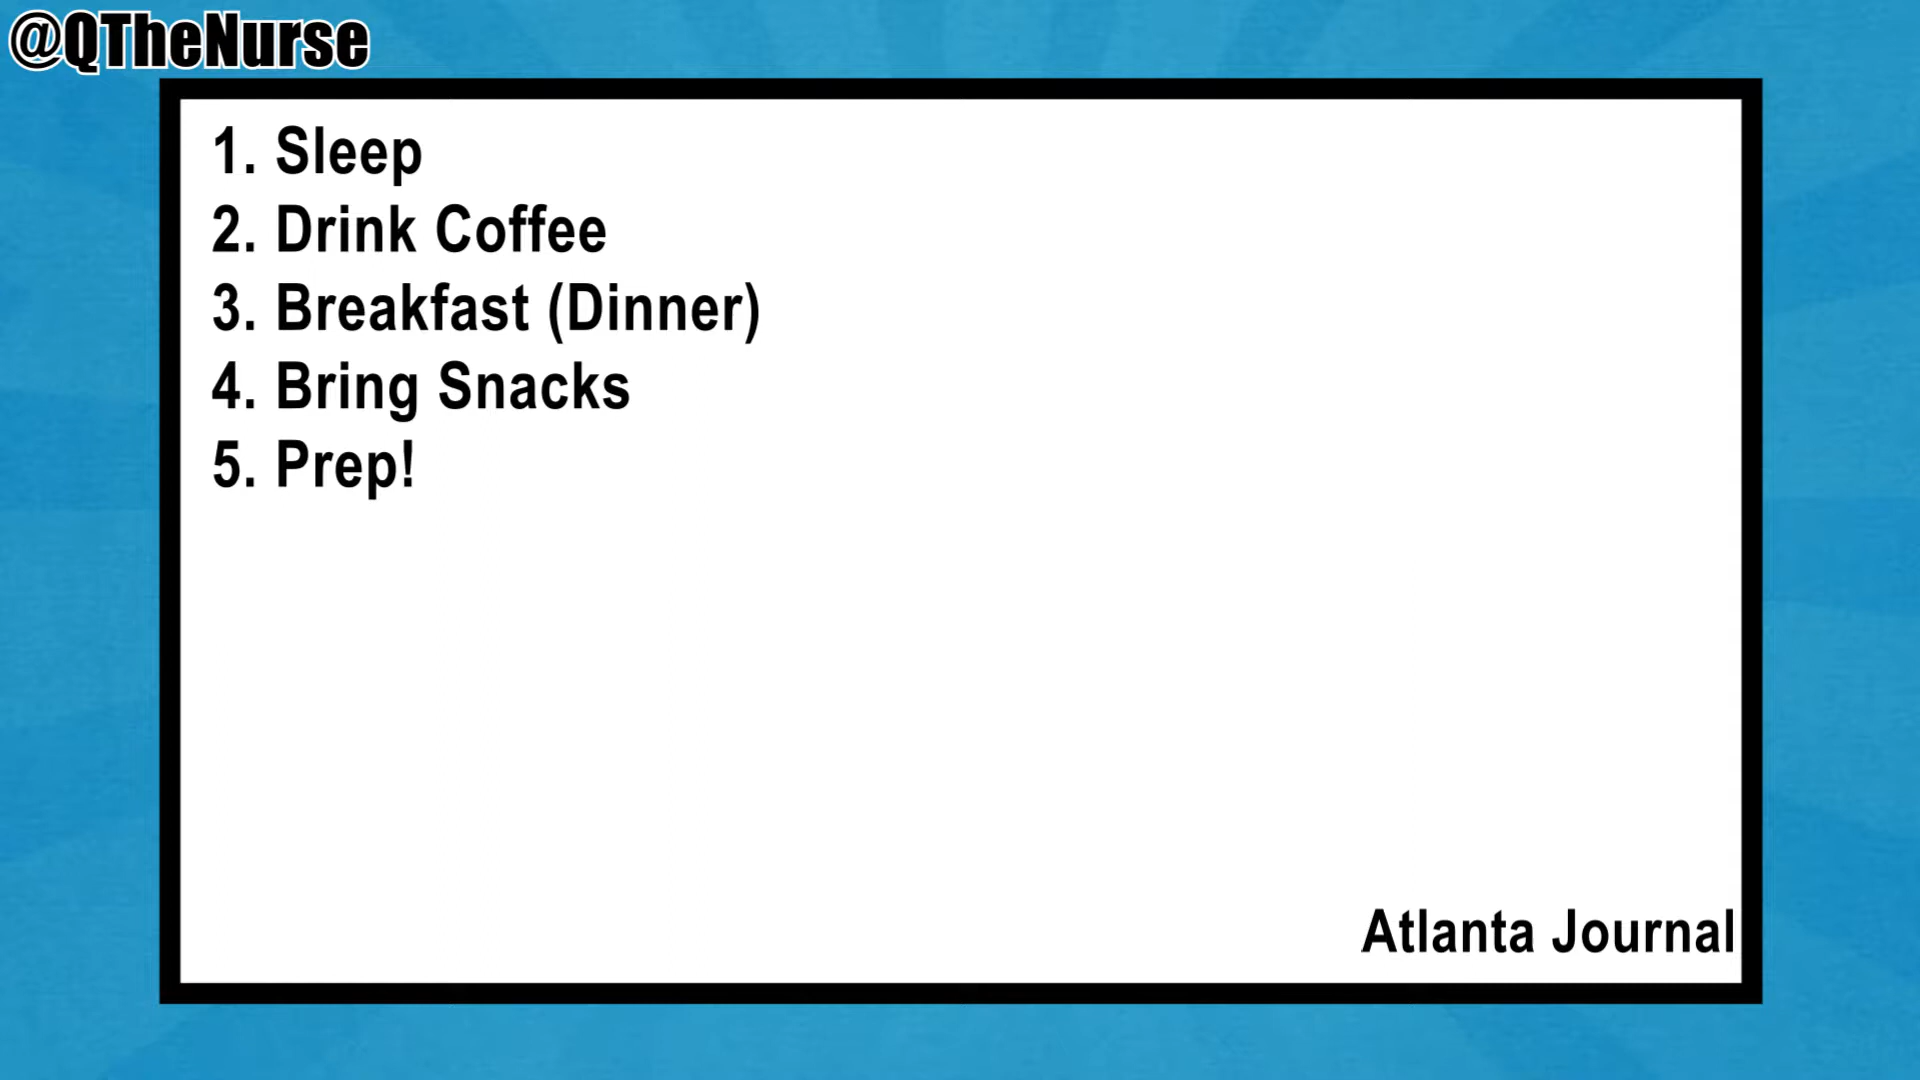 @QTheNurse
1. Sleep
2. Drink Coffee
3. Breakfast (Dinner)
4. Bring Snacks
5. Prep!
Atlanta Journal